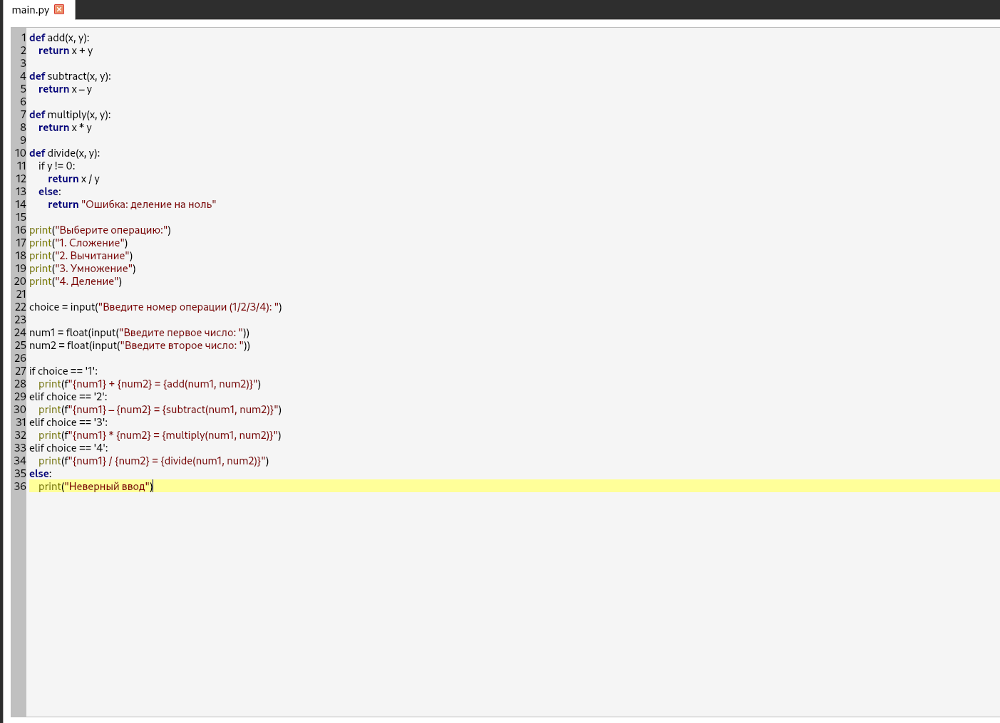 main.py
1 def add(x, y):
2     return x + y
3
4 def subtract(x, y):
5     return x – y
6
7 def multiply(x, y):
8     return x * y
9
10 def divide(x, y):
11     if y != 0:
12         return x / y
13     else:
14         return "Ошибка: деление на ноль"
15
16 print("Выберите операцию:")
17 print("1. Сложение")
18 print("2. Вычитание")
19 print("3. Умножение")
20 print("4. Деление")
21
22 choice = input("Введите номер операции (1/2/3/4): ")
23
24 num1 = float(input("Введите первое число: "))
25 num2 = float(input("Введите второе число: "))
26
27 if choice == '1':
28     print(f"{num1} + {num2} = {add(num1, num2)}")
29 elif choice == '2':
30     print(f"{num1} – {num2} = {subtract(num1, num2)}")
31 elif choice == '3':
32     print(f"{num1} * {num2} = {multiply(num1, num2)}")
33 elif choice == '4':
34     print(f"{num1} / {num2} = {divide(num1, num2)}")
35 else:
36     print("Неверный ввод")